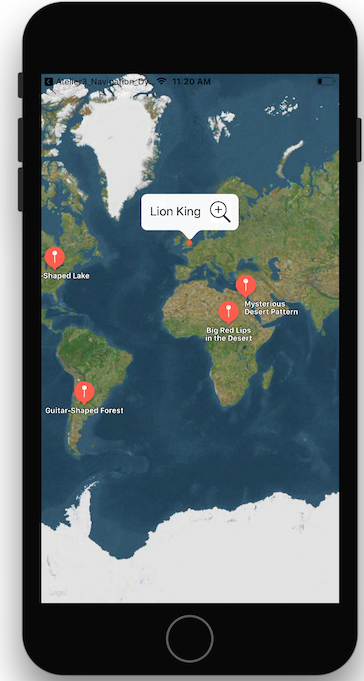 Atelier3_Navigation_Dy...
11:20 AM
Lion King
-Shaped Lake
Mysterious
Desert Pattern
Big Red Lips
in the Desert
Guitar-Shaped Forest
Legal